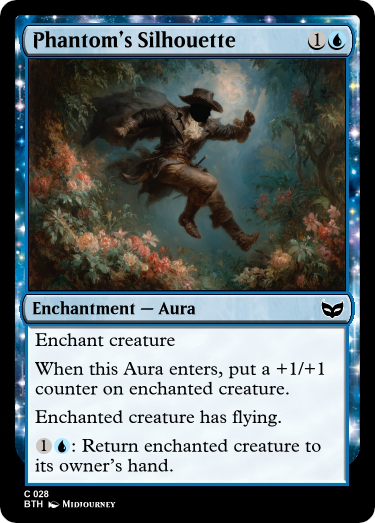 Phantom's Silhouette 1
Enchantment — Aura
Enchant creature
When this Aura enters, put a +1/+1
counter on enchanted creature.
Enchanted creature has flying.
1 : Return enchanted creature to
its owner's hand.
C 028
BTH Midjourney